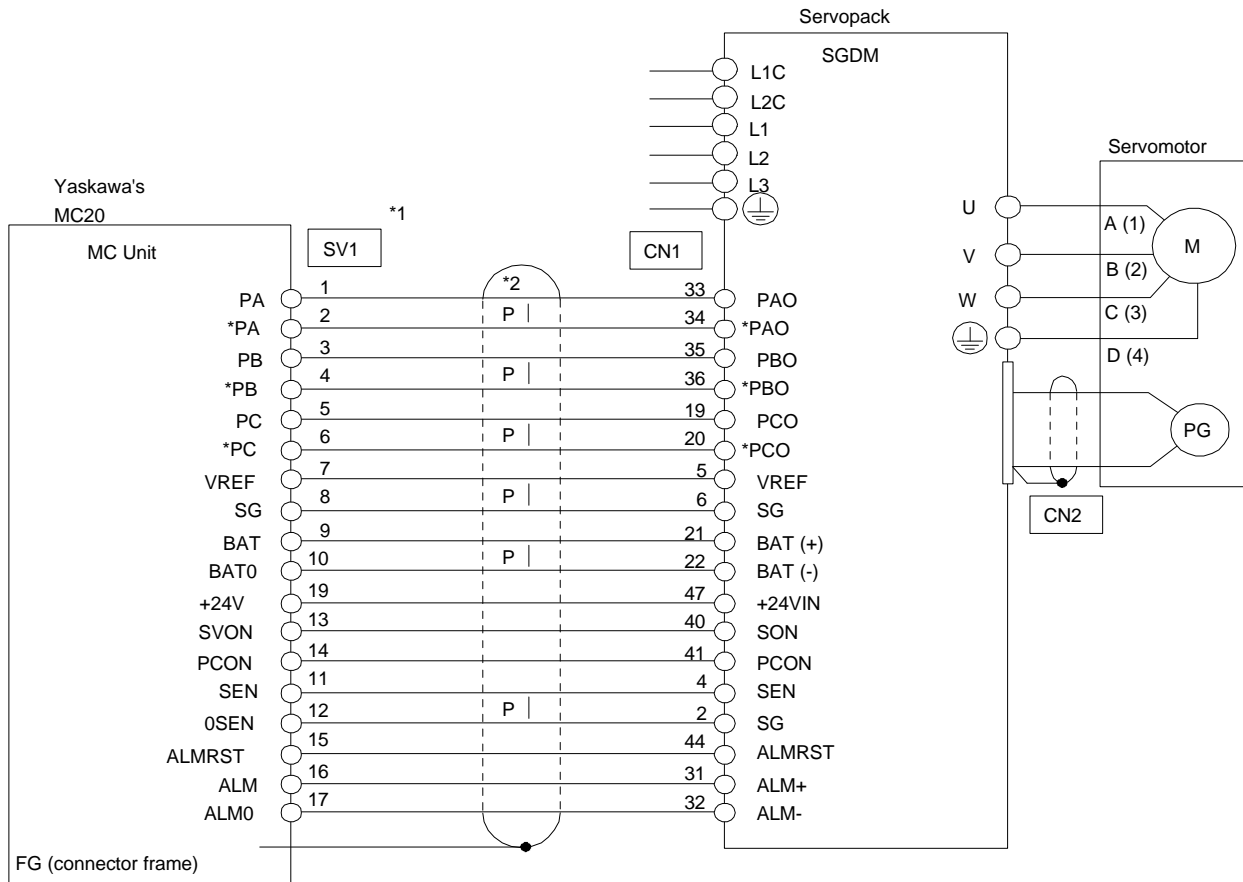 Servopack
SGDM
L1C
L2C
L1
L2
L3
Servomotor
Yaskawa's
MC20
*1
MC Unit
SV1
CN1
U
A (1)
M
V
B (2)
W
C (3)
D (4)
*2
PA 1 33 PAO
P
*PA 2 34 *PAO
PB 3 35 PBO
P
*PB 4 36 *PBO
PC 5 19 PCO
P
*PC 6 20 *PCO
VREF 7 5 VREF
P
SG 8 6 SG
BAT 9 21 BAT (+)
P
BAT0 10 22 BAT (-)
+24V 19 47 +24VIN
SVON 13 40 SON
PCON 14 41 PCON
SEN 11 4 SEN
P
0SEN 12 2 SG
ALMRST 15 44 ALMRST
ALM 16 31 ALM+
ALM0 17 32 ALM-
PG
CN2
FG (connector frame)